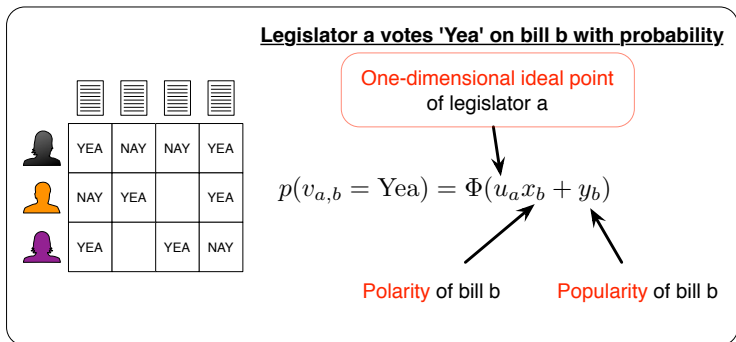 Legislator a votes 'Yea' on bill b with probability
One-dimensional ideal point
of legislator a
YEA NAY NAY YEA
NAY YEA YEA
YEA YEA NAY
p(v_{a,b} = Yea) = Φ(u_a x_b + y_b)
Polarity of bill b
Popularity of bill b